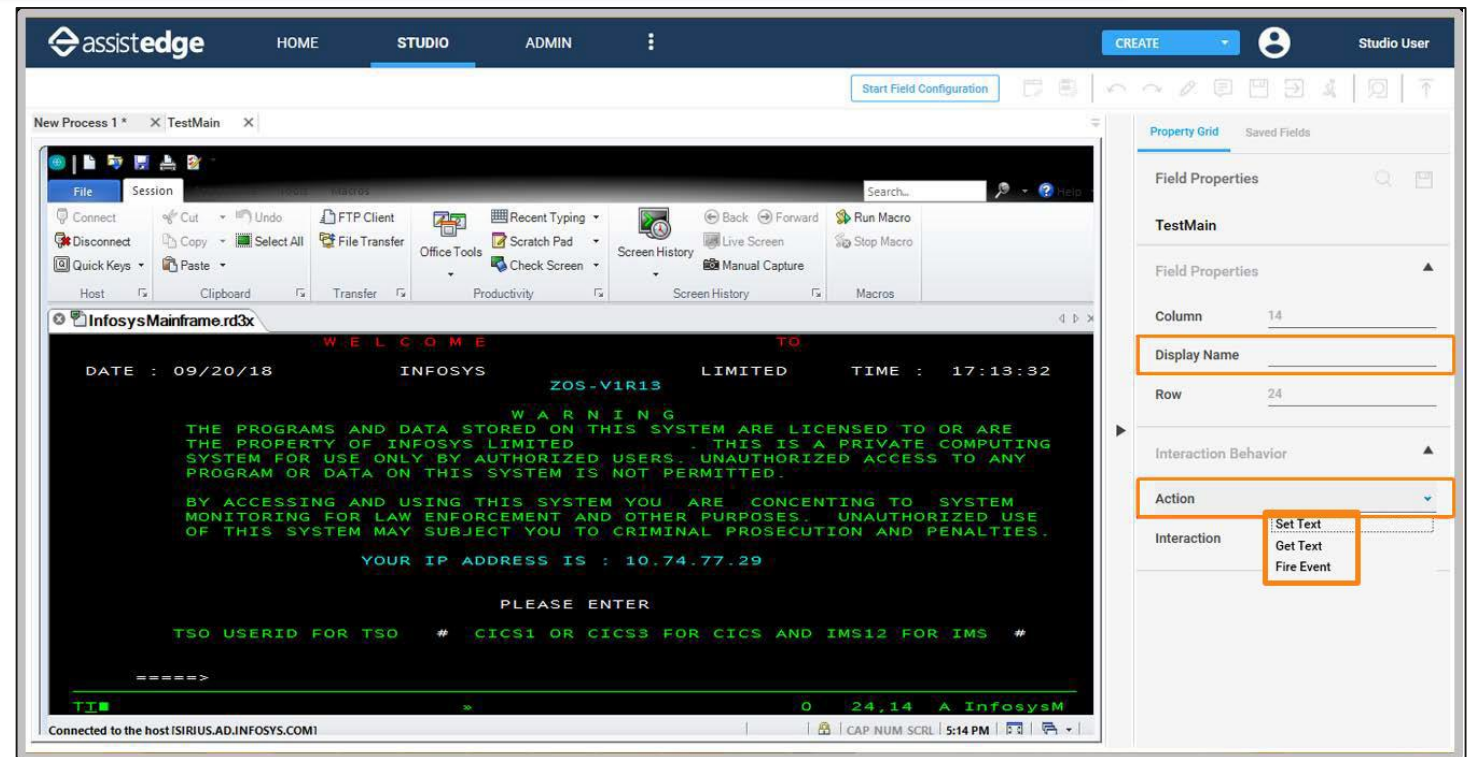 assistedge HOME STUDIO ADMIN CREATE Studio User
Start Field Configuration
New Process 1 * X TestMain X
Property Grid Saved Fields
File Session Macros Search... Help
Field Properties
Connect Cut Undo FTP Client Recent Typing Back Forward Run Macro
Disconnect Copy Select All File Transfer Office Tools Scratch Pad Screen History Live Screen Stop Macro
TestMain
Quick Keys Paste Check Screen Manual Capture
Host Clipboard Transfer Productivity Screen History Macros
Field Properties
InfosysMainframe.rd3x
Column 14
W E L C O M E TO
Display Name
DATE : 09/20/18 INFOSYS LIMITED TIME : 17:13:32
ZOS-V1R13
Row 24
W A R N I N G
THE PROGRAMS AND DATA STORED ON THIS SYSTEM ARE LICENSED TO OR ARE
THE PROPERTY OF INFOSYS LIMITED . THIS IS A PRIVATE COMPUTING
SYSTEM FOR USE ONLY BY AUTHORIZED USERS. UNAUTHORIZED ACCESS TO ANY
PROGRAM OR DATA ON THIS SYSTEM IS NOT PERMITTED.
Interaction Behavior
BY ACCESSING AND USING THIS SYSTEM YOU ARE CONCENTING TO SYSTEM
MONITORING FOR LAW ENFORCEMENT AND OTHER PURPOSES. UNAUTHORIZED USE
OF THIS SYSTEM MAY SUBJECT YOU TO CRIMINAL PROSECUTION AND PENALTIES.
Action
Set Text
Interaction
Get Text
Fire Event
YOUR IP ADDRESS IS : 10.74.77.29
PLEASE ENTER
TSO USERID FOR TSO # CICS1 OR CICS3 FOR CICS AND IMS12 FOR IMS #
=====>
TI » O 24,14 A InfosysM
Connected to the host [SIRIUS.AD.INFOSYS.COM] CAP NUM SCRL 5:14 PM